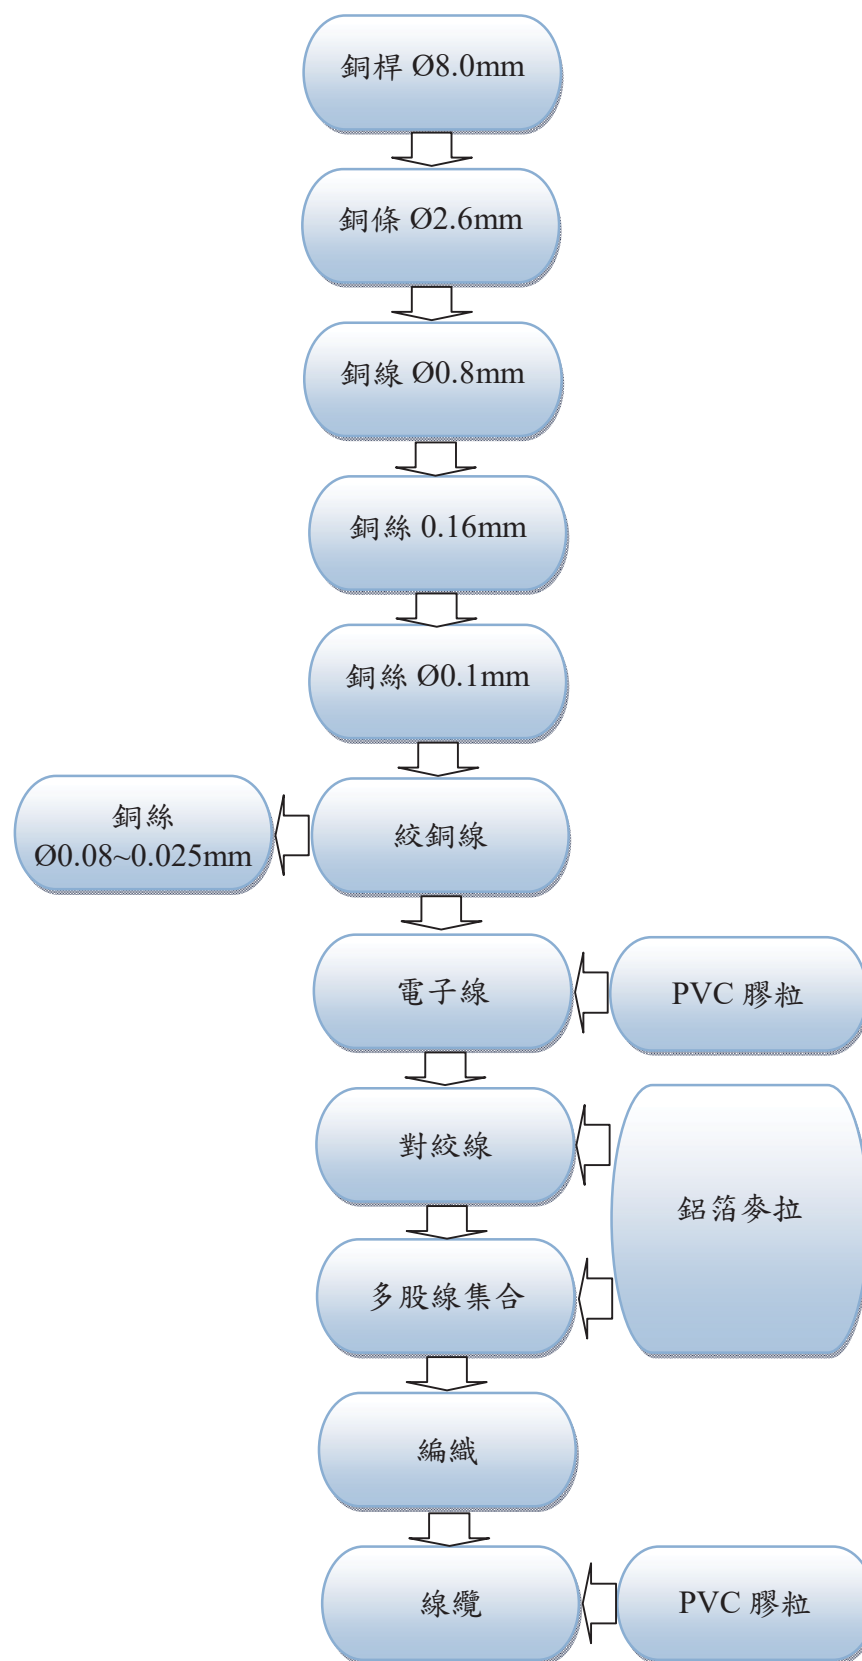 銅桿 Ø8.0mm
銅條 Ø2.6mm
銅線 Ø0.8mm
銅絲 0.16mm
銅絲 Ø0.1mm
銅絲
Ø0.08~0.025mm
絞銅線
電子線
PVC 膠粒
對絞線
鋁箔麥拉
多股線集合
編織
線纜
PVC 膠粒